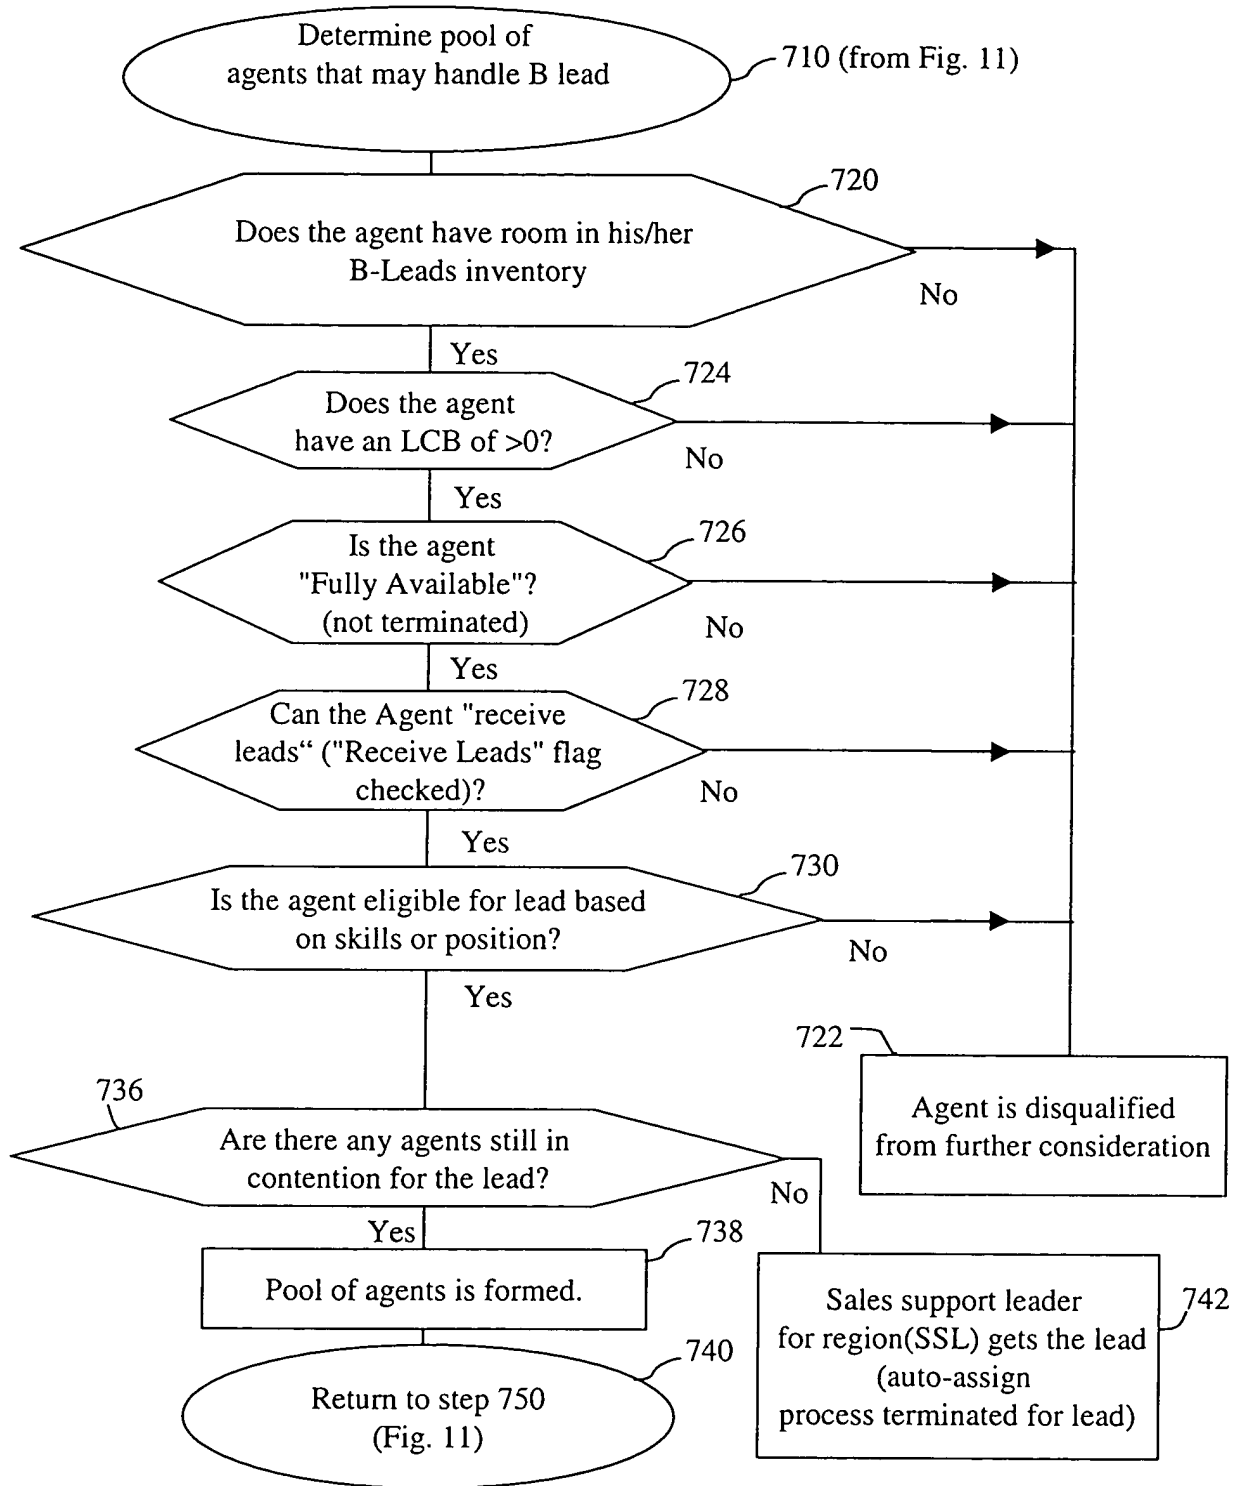 Determine pool of
agents that may handle B lead
710 (from Fig. 11)
720
Does the agent have room in his/her
B-Leads inventory
No
Yes
724
Does the agent
have an LCB of >0?
No
Yes
726
Is the agent
"Fully Available"?
(not terminated)
No
Yes
728
Can the Agent "receive
leads“ ("Receive Leads" flag
checked)?
No
Yes
730
Is the agent eligible for lead based
on skills or position?
No
Yes
722
Agent is disqualified
from further consideration
736
Are there any agents still in
contention for the lead?
No
Yes
738
Pool of agents is formed.
742
Sales support leader
for region(SSL) gets the lead
(auto-assign
process terminated for lead)
740
Return to step 750
(Fig. 11)